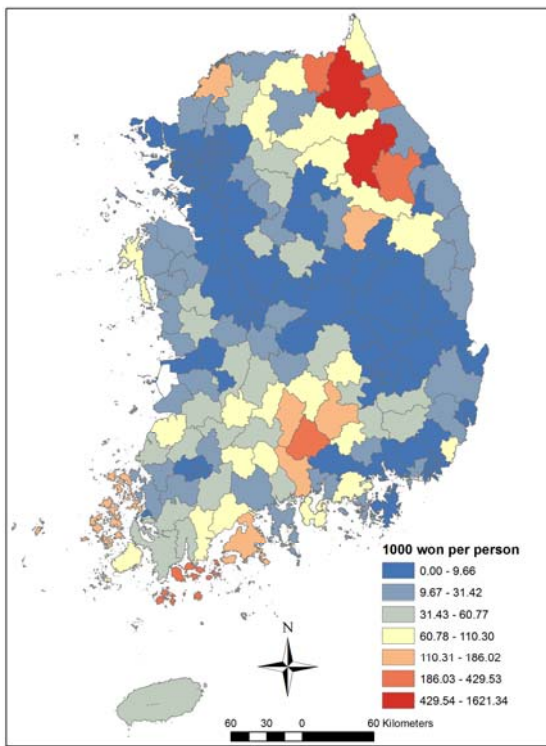 1000 won per person
0.00 - 9.66
9.67 - 31.42
31.43 - 60.77
60.78 - 110.30
110.31 - 186.02
186.03 - 429.53
429.54 - 1621.34
N
60 30 0 60 Kilometers